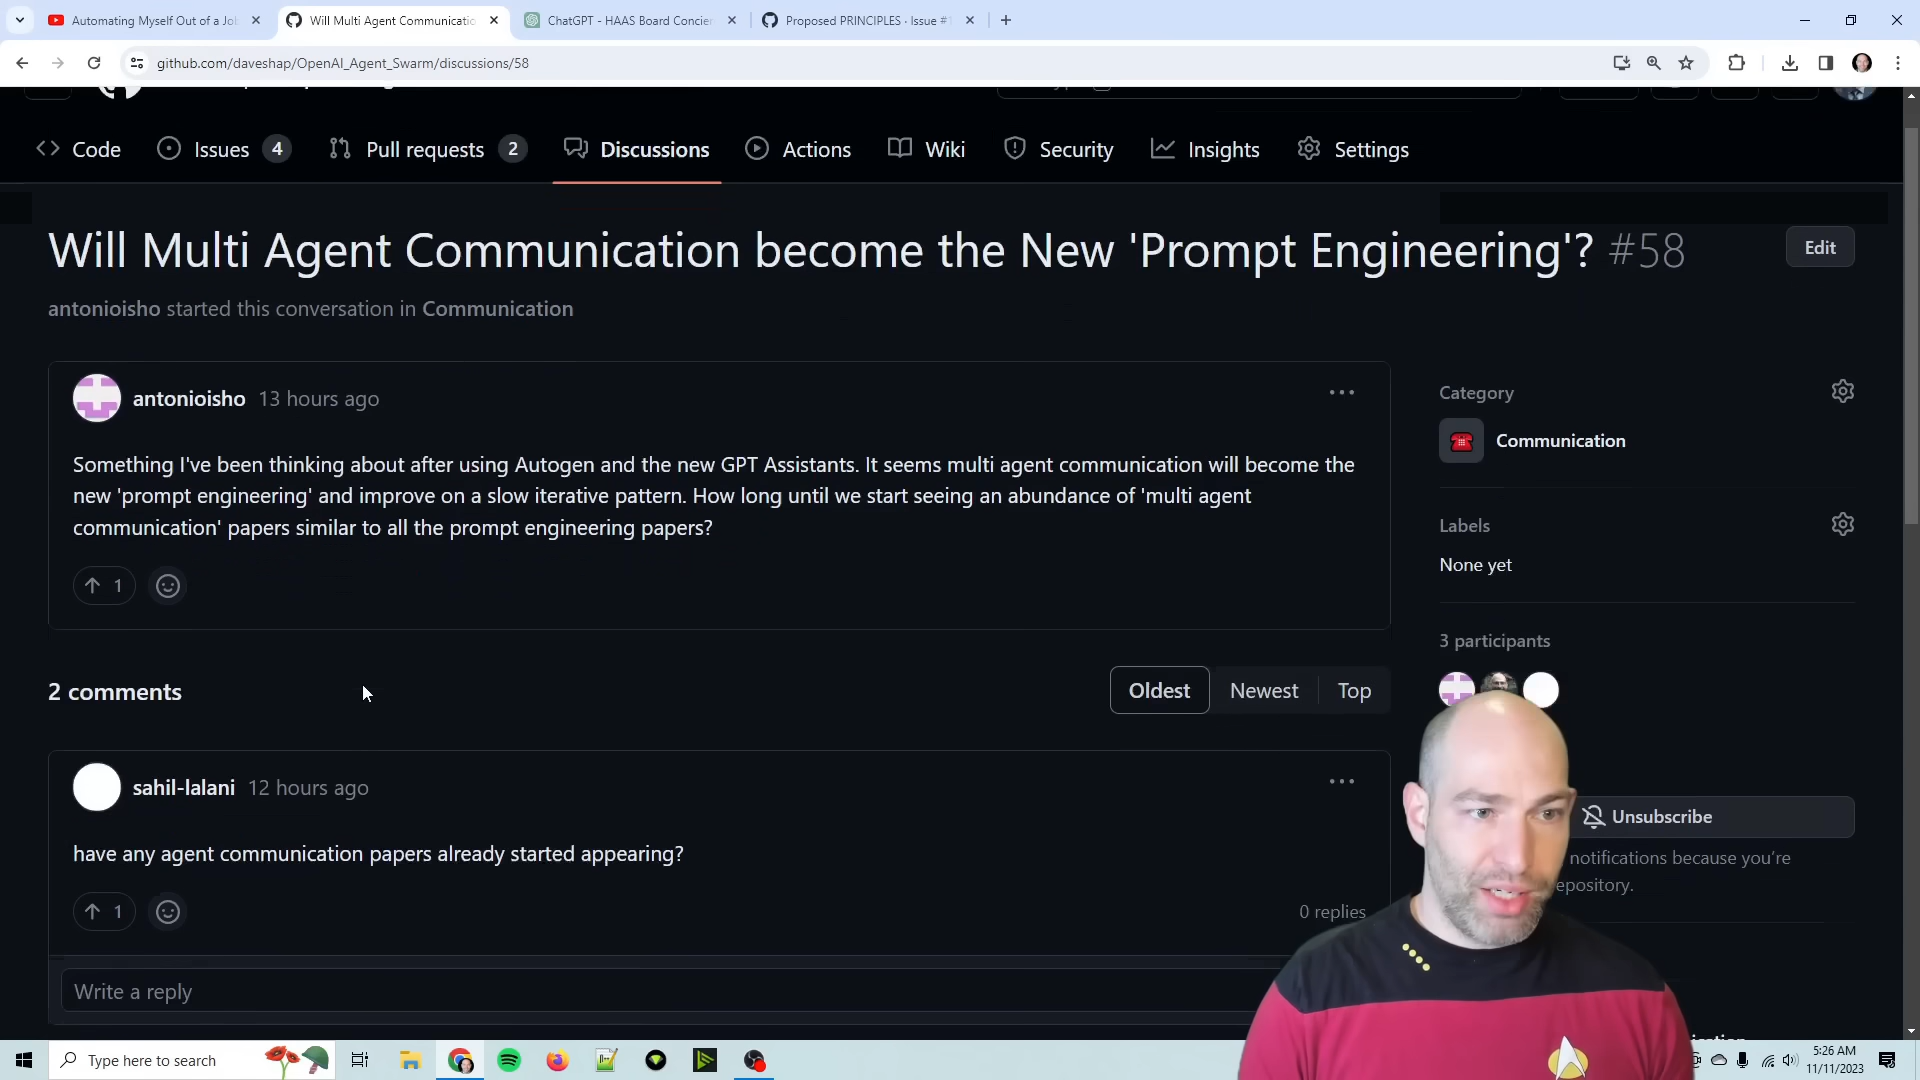 Automating Myself Out of a Jo
Will Multi Agent Communicatio
ChatGPT - HAAS Board Concier
Proposed PRINCIPLES · Issue #
github.com/daveshap/OpenAI_Agent_Swarm/discussions/58
Code
Issues 4
Pull requests 2
Discussions
Actions
Wiki
Security
Insights
Settings
Will Multi Agent Communication become the New 'Prompt Engineering'? #58
Edit
antonioisho started this conversation in Communication
antonioisho 13 hours ago
Something I've been thinking about after using Autogen and the new GPT Assistants. It seems multi agent communication will become the
new 'prompt engineering' and improve on a slow iterative pattern. How long until we start seeing an abundance of 'multi agent
communication' papers similar to all the prompt engineering papers?
1
2 comments
Oldest
Newest
Top
sahil-lalani 12 hours ago
have any agent communication papers already started appearing?
1
0 replies
Write a reply
Category
Communication
Labels
None yet
3 participants
Unsubscribe
notifications because you're
epository.
Type here to search
5:26 AM
11/11/2023